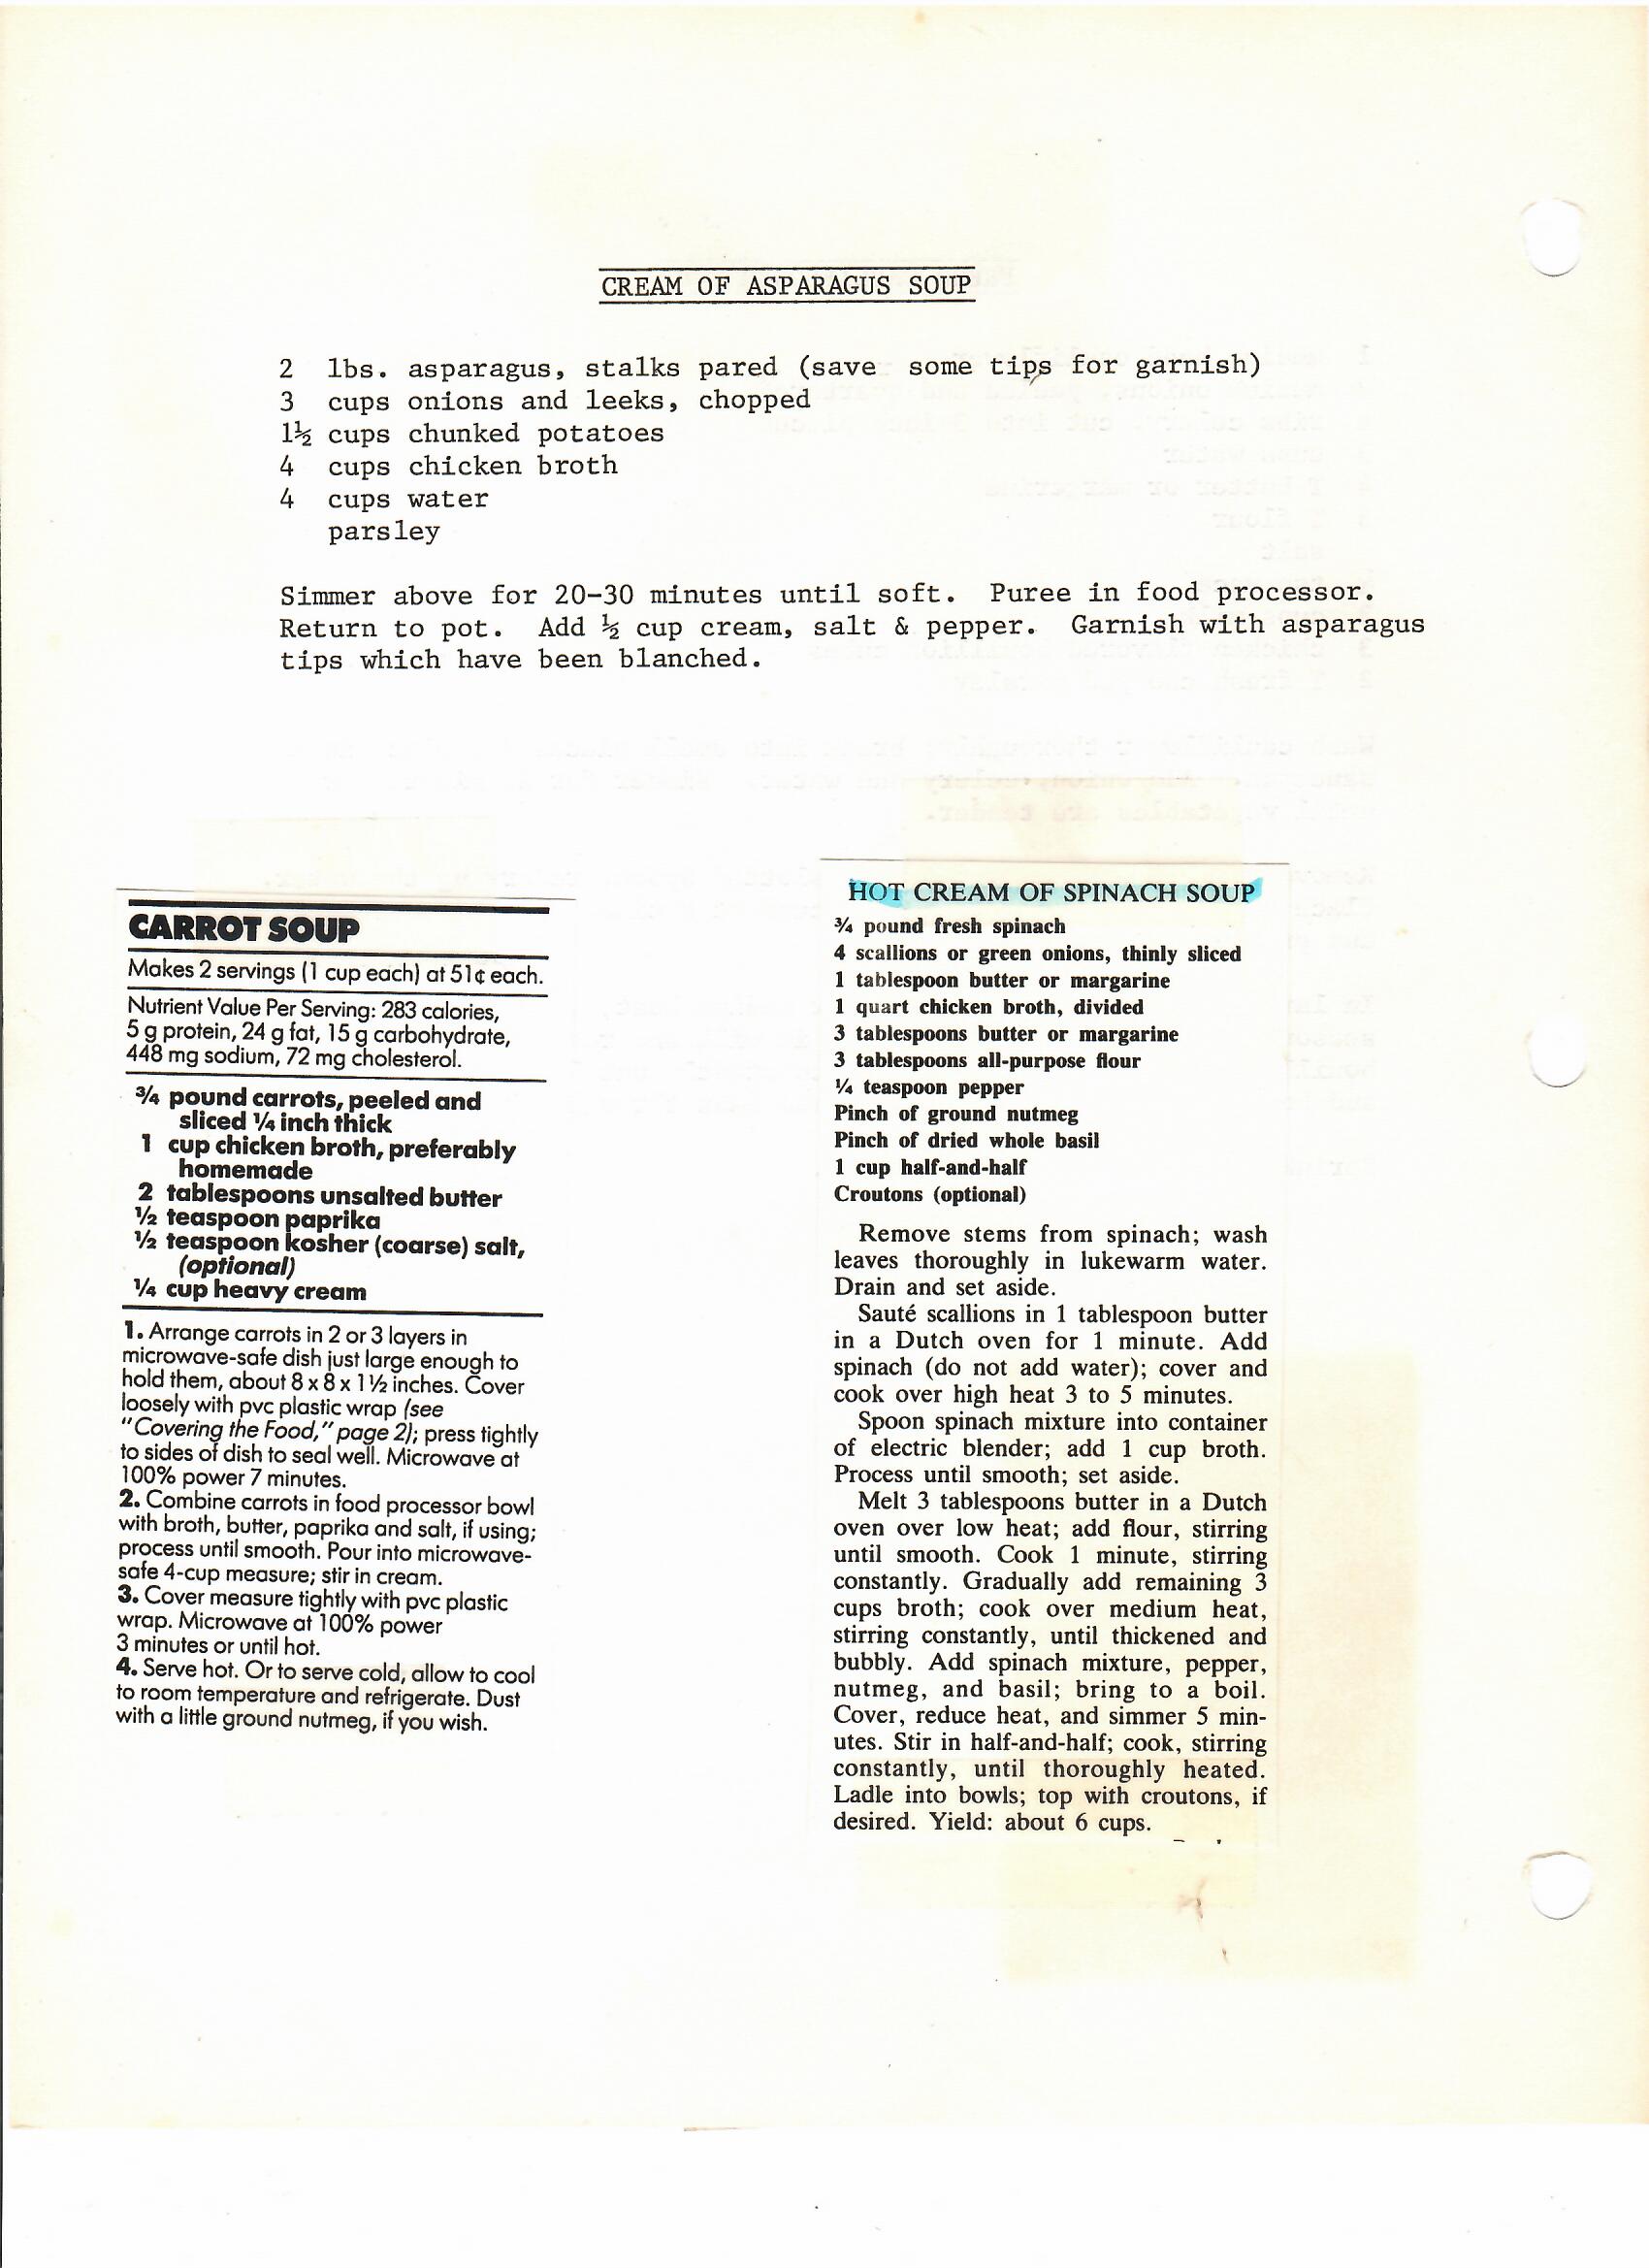 CREAM OF ASPARAGUS SOUP
2 lbs. asparagus, stalks pared (save some tips for garnish)
3 cups onions and leeks, chopped
1½ cups chunked potatoes
4 cups chicken broth
4 cups water
parsley
Simmer above for 20-30 minutes until soft. Puree in food processor.
Return to pot. Add ½ cup cream, salt & pepper. Garnish with asparagus
tips which have been blanched.
CARROT SOUP
Makes 2 servings (1 cup each) at 51¢ each.
Nutrient Value Per Serving: 283 calories,
5 g protein, 24 g fat, 15 g carbohydrate,
448 mg sodium, 72 mg cholesterol.
¾ pound carrots, peeled and
sliced ¼ inch thick
1 cup chicken broth, preferably
homemade
2 tablespoons unsalted butter
½ teaspoon paprika
½ teaspoon kosher (coarse) salt,
(optional)
¼ cup heavy cream
1. Arrange carrots in 2 or 3 layers in
microwave-safe dish just large enough to
hold them, about 8 x 8 x 1½ inches. Cover
loosely with pvc plastic wrap (see
"Covering the Food," page 2); press tightly
to sides of dish to seal well. Microwave at
100% power 7 minutes.
2. Combine carrots in food processor bowl
with broth, butter, paprika and salt, if using;
process until smooth. Pour into microwave-
safe 4-cup measure; stir in cream.
3. Cover measure tightly with pvc plastic
wrap. Microwave at 100% power
3 minutes or until hot.
4. Serve hot. Or to serve cold, allow to cool
to room temperature and refrigerate. Dust
with a little ground nutmeg, if you wish.
HOT CREAM OF SPINACH SOUP
¾ pound fresh spinach
4 scallions or green onions, thinly sliced
1 tablespoon butter or margarine
1 quart chicken broth, divided
3 tablespoons butter or margarine
3 tablespoons all-purpose flour
¼ teaspoon pepper
Pinch of ground nutmeg
Pinch of dried whole basil
1 cup half-and-half
Croutons (optional)
Remove stems from spinach; wash
leaves thoroughly in lukewarm water.
Drain and set aside.
Sauté scallions in 1 tablespoon butter
in a Dutch oven for 1 minute. Add
spinach (do not add water); cover and
cook over high heat 3 to 5 minutes.
Spoon spinach mixture into container
of electric blender; add 1 cup broth.
Process until smooth; set aside.
Melt 3 tablespoons butter in a Dutch
oven over low heat; add flour, stirring
until smooth. Cook 1 minute, stirring
constantly. Gradually add remaining 3
cups broth; cook over medium heat,
stirring constantly, until thickened and
bubbly. Add spinach mixture, pepper,
nutmeg, and basil; bring to a boil.
Cover, reduce heat, and simmer 5 min-
utes. Stir in half-and-half; cook, stirring
constantly, until thoroughly heated.
Ladle into bowls; top with croutons, if
desired. Yield: about 6 cups.